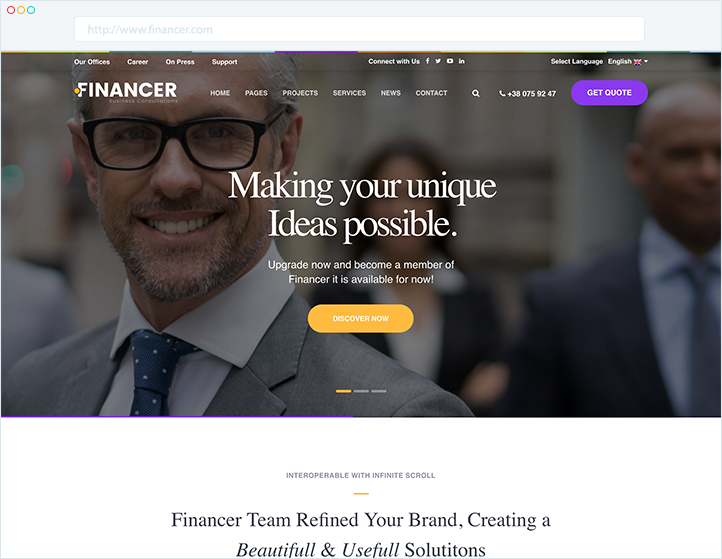 http://www.financer.com
Our Offices Career On Press Support Connect with Us Select Language English
FINANCER
Business Consultations
HOME PAGES PROJECTS SERVICES NEWS CONTACT +38 075 92 47 GET QUOTE
Making your unique
Ideas possible.
Upgrade now and become a member of
Financer it is available for now!
DISCOVER NOW
INTEROPERABLE WITH INFINITE SCROLL
Financer Team Refined Your Brand, Creating a
Beautifull & Usefull Solutitons